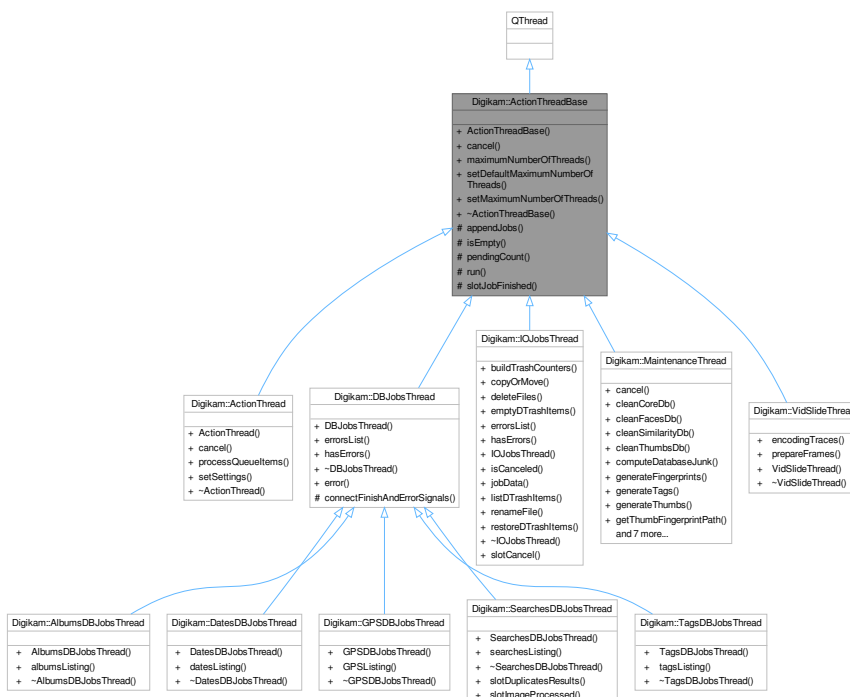 QThread
Digikam::ActionThreadBase
+ ActionThreadBase()
+ cancel()
+ maximumNumberOfThreads()
+ setDefaultMaximumNumberOf
Threads()
+ setMaximumNumberOfThreads()
+ ~ActionThreadBase()
# appendJobs()
# isEmpty()
# pendingCount()
# run()
# slotJobFinished()
Digikam::ActionThread
+ ActionThread()
+ cancel()
+ processQueueItems()
+ setSettings()
+ ~ActionThread()
Digikam::DBJobsThread
+ DBJobsThread()
+ errorsList()
+ hasErrors()
+ ~DBJobsThread()
+ error()
# connectFinishAndErrorSignals()
Digikam::IOJobsThread
+ buildTrashCounters()
+ copyOrMove()
+ deleteFiles()
+ emptyDTrashItems()
+ errorsList()
+ hasErrors()
+ IOJobsThread()
+ isCanceled()
+ jobData()
+ listDTrashItems()
+ renameFile()
+ restoreDTrashItems()
+ ~IOJobsThread()
+ slotCancel()
Digikam::MaintenanceThread
+ cancel()
+ cleanCoreDb()
+ cleanFacesDb()
+ cleanSimilarityDb()
+ cleanThumbsDb()
+ computeDatabaseJunk()
+ generateFingerprints()
+ generateTags()
+ generateThumbs()
+ getThumbFingerprintPath()
and 7 more...
Digikam::VidSlideThrea
+ encodingTraces()
+ prepareFrames()
+ VidSlideThread()
+ ~VidSlideThread()
Digikam::AlbumsDBJobsThread
+ AlbumsDBJobsThread()
+ albumsListing()
+ ~AlbumsDBJobsThread()
Digikam::DatesDBJobsThread
+ DatesDBJobsThread()
+ datesListing()
+ ~DatesDBJobsThread()
Digikam::GPSDBJobsThread
+ GPSDBJobsThread()
+ GPSListing()
+ ~GPSDBJobsThread()
Digikam::SearchesDBJobsThread
+ SearchesDBJobsThread()
+ searchesListing()
+ ~SearchesDBJobsThread()
+ slotDuplicatesResults()
+ slotImageProcessed()
Digikam::TagsDBJobsThread
+ TagsDBJobsThread()
+ tagsListing()
+ ~TagsDBJobsThread()